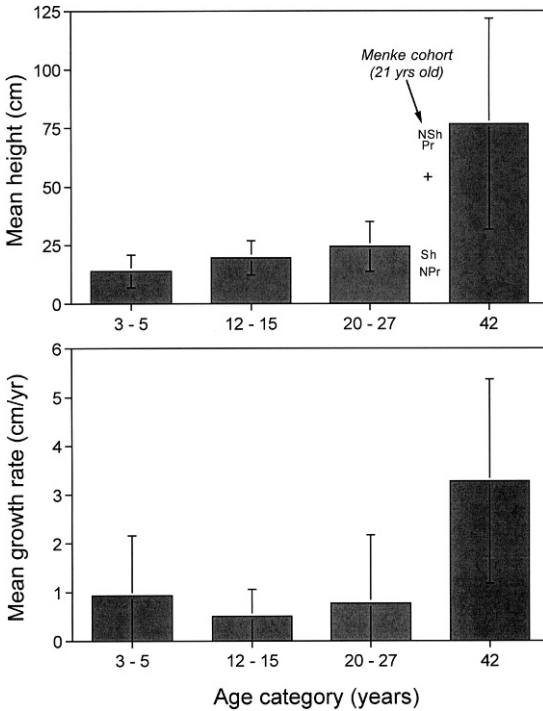 Mean height (cm)
125
100
75
50
25
0
Menke cohort
(21 yrs old)
NSh
Pr
+
Sh
NPr
3 - 5
12 - 15
20 - 27
42
Mean growth rate (cm/yr)
6
5
4
3
2
1
0
3 - 5
12 - 15
20 - 27
42
Age category (years)